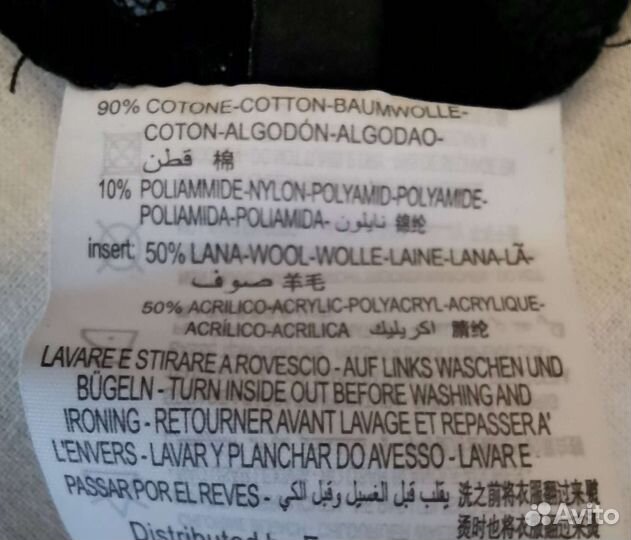 90% COTONE-COTTON-BAUMWOLLE-
COTON-ALGODÓN-ALGODAO-
قطن 棉
10% POLIAMMIDE-NYLON-POLYAMID-POLYAMIDE-
POLIAMIDA-POLIAMIDA- نايلون 锦纶
insert: 50% LANA-WOOL-WOLLE-LAINE-LANA-LÃ-
صوف 羊毛
50% ACRILICO-ACRYLIC-POLYACRYL-ACRYLIQUE-
ACRÍLICO-ACRILICA اكريليك 腈纶
LAVARE E STIRARE A ROVESCIO - AUF LINKS WASCHEN UND
BÜGELN - TURN INSIDE OUT BEFORE WASHING AND
IRONING - RETOURNER AVANT LAVAGE ET REPASSER A'
L'ENVERS - LAVAR Y PLANCHAR DO AVESSO - LAVAR E
PASSAR POR EL REVES - يقلب قبل الغسيل وقبل الكي - 洗之前将衣服翻过来熨
烫时也将衣服翻过来
Distributed
Avito